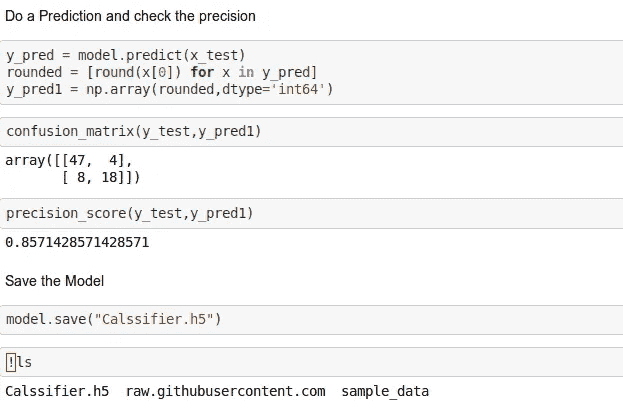 Do a Prediction and check the precision
y_pred = model.predict(x_test)
rounded = [round(x[0]) for x in y_pred]
y_pred1 = np.array(rounded,dtype='int64')
confusion_matrix(y_test,y_pred1)
array([[47,  4],
       [ 8, 18]])
precision_score(y_test,y_pred1)
0.8571428571428571
Save the Model
model.save("Calssifier.h5")
!ls
Calssifier.h5  raw.githubusercontent.com  sample_data